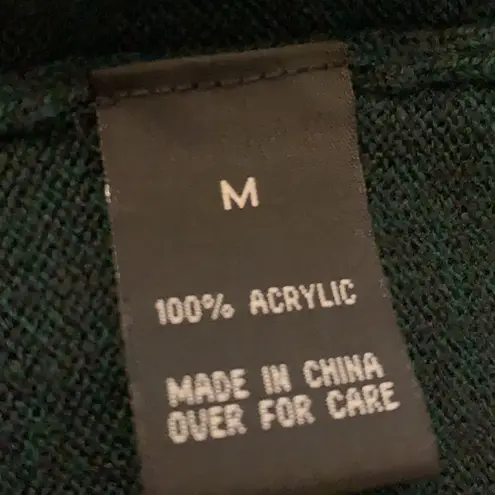 M
100% ACRYLIC
MADE IN CHINA
OVER FOR CARE